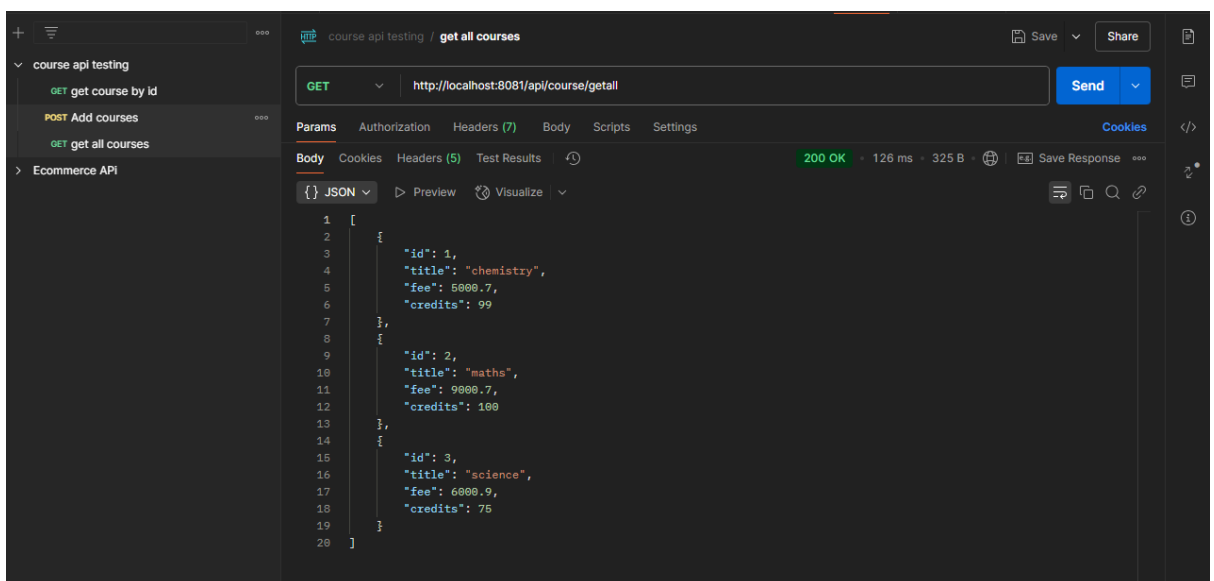 course api testing / get all courses
Save
Share
course api testing
GET get course by id
POST Add courses
GET get all courses
Ecommerce APi
GET http://localhost:8081/api/course/getall Send
Params Authorization Headers (7) Body Scripts Settings Cookies
Body Cookies Headers (5) Test Results 200 OK 126 ms 325 B Save Response
{} JSON Preview Visualize
1 [
2 {
3 "id": 1,
4 "title": "chemistry",
5 "fee": 5000.7,
6 "credits": 99
7 },
8 {
9 "id": 2,
10 "title": "maths",
11 "fee": 9000.7,
12 "credits": 100
13 },
14 {
15 "id": 3,
16 "title": "science",
17 "fee": 6000.9,
18 "credits": 75
19 }
20 ]